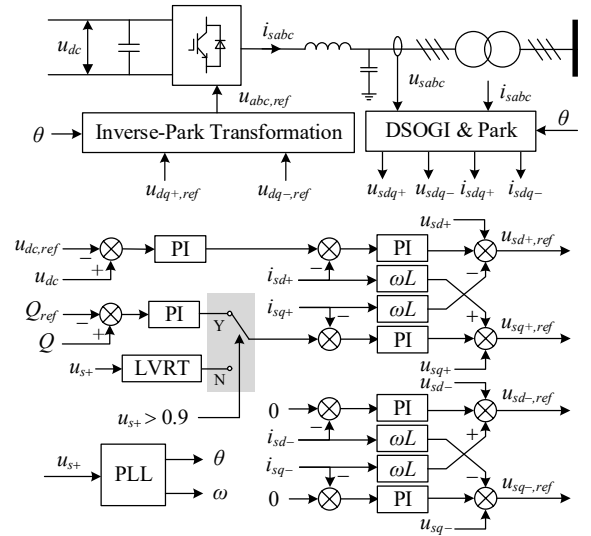 u_dc
i_sabc
u_sabc
i_sabc
u_abc,ref
θ
Inverse-Park Transformation
DSOGI & Park
θ
u_dq+,ref
u_dq−,ref
u_sdq+
u_sdq−
i_sdq+
i_sdq−
u_dc,ref
−
+
u_dc
PI
−
PI
u_sd+
−
u_sd+,ref
i_sd+
ωL
i_sq+
ωL
Q_ref
−
+
Q
PI
Y
−
PI
+
u_sq+,ref
u_sq+
u_s+
LVRT
N
u_s+ > 0.9
0
−
PI
u_sd−
+
u_sd−,ref
i_sd−
ωL
i_sq−
ωL
0
−
PI
−
u_sq−,ref
u_sq−
u_s+
PLL
θ
ω